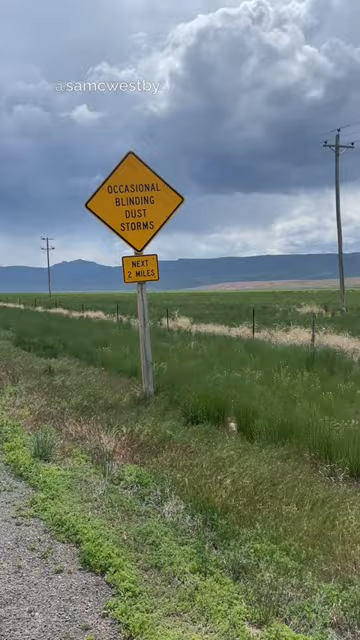 @samcwestby
OCCASIONAL
BLINDING
DUST
STORMS
NEXT
2 MILES